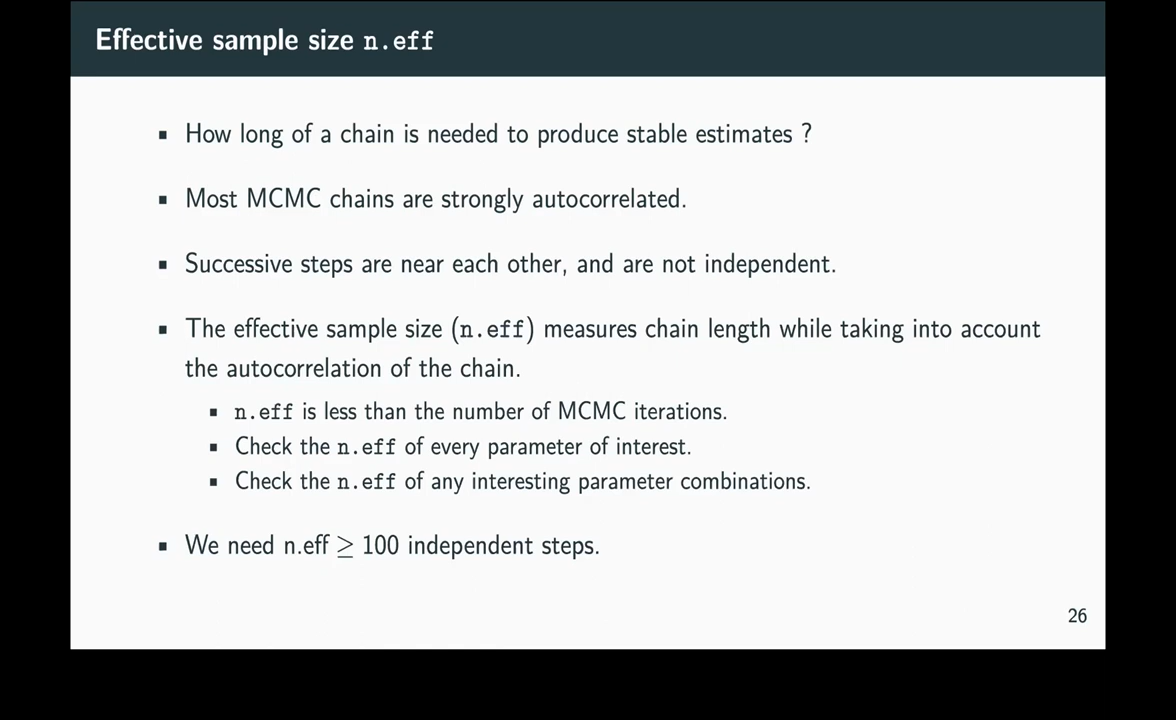 Effective sample size n.eff
▪ How long of a chain is needed to produce stable estimates ?
▪ Most MCMC chains are strongly autocorrelated.
▪ Successive steps are near each other, and are not independent.
▪ The effective sample size (n.eff) measures chain length while taking into account
the autocorrelation of the chain.
▪ n.eff is less than the number of MCMC iterations.
▪ Check the n.eff of every parameter of interest.
▪ Check the n.eff of any interesting parameter combinations.
▪ We need n.eff ≥ 100 independent steps.
26